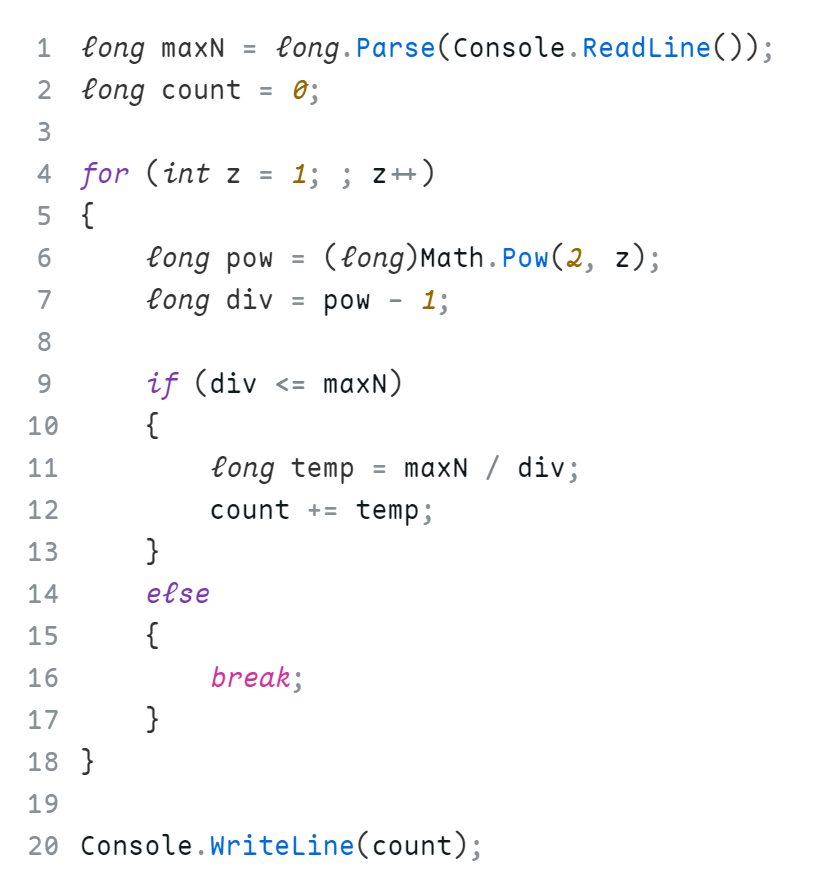 1 long maxN = long.Parse(Console.ReadLine());
2 long count = 0;
3
4 for (int z = 1; ; z++)
5 {
6     long pow = (long)Math.Pow(2, z);
7     long div = pow - 1;
8
9     if (div <= maxN)
10     {
11         long temp = maxN / div;
12         count += temp;
13     }
14     else
15     {
16         break;
17     }
18 }
19
20 Console.WriteLine(count);